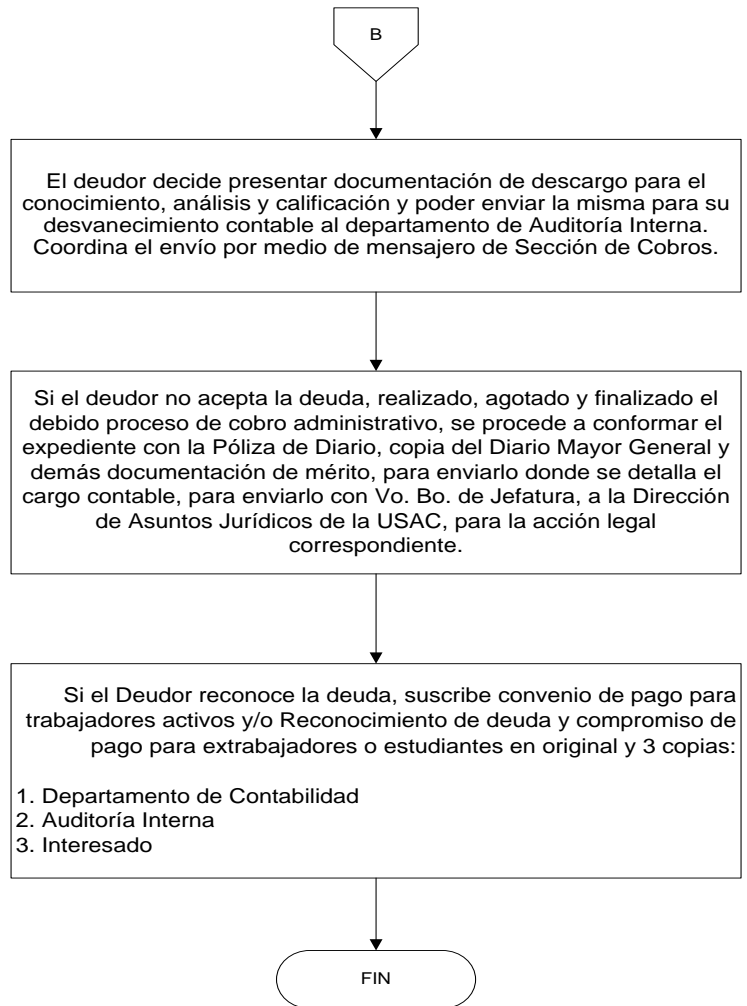 B
El deudor decide presentar documentación de descargo para el
conocimiento, análisis y calificación y poder enviar la misma para su
desvanecimiento contable al departamento de Auditoría Interna.
Coordina el envío por medio de mensajero de Sección de Cobros.
Si el deudor no acepta la deuda, realizado, agotado y finalizado el
debido proceso de cobro administrativo, se procede a conformar el
expediente con la Póliza de Diario, copia del Diario Mayor General y
demás documentación de mérito, para enviarlo donde se detalla el
cargo contable, para enviarlo con Vo. Bo. de Jefatura, a la Dirección
de Asuntos Jurídicos de la USAC, para la acción legal
correspondiente.
Si el Deudor reconoce la deuda, suscribe convenio de pago para
trabajadores activos y/o Reconocimiento de deuda y compromiso de
pago para extrabajadores o estudiantes en original y 3 copias:
1. Departamento de Contabilidad
2. Auditoría Interna
3. Interesado
FIN